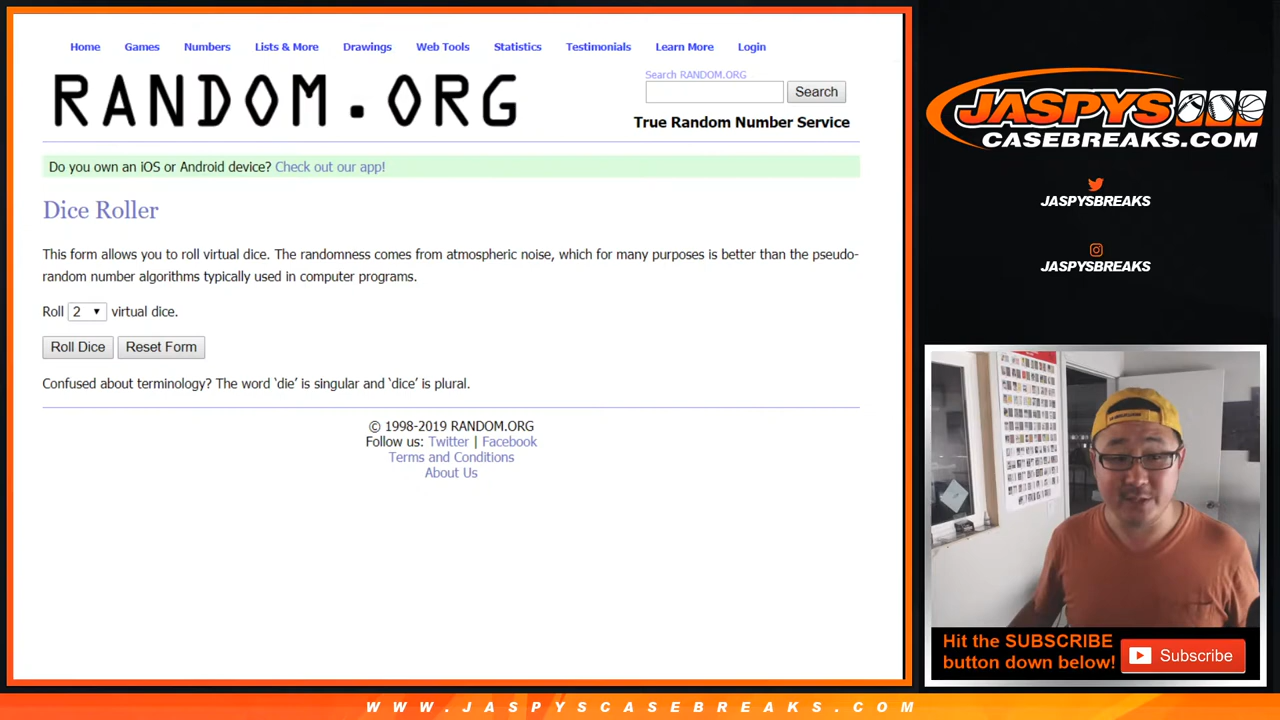 Home Games Numbers Lists & More Drawings Web Tools Statistics Testimonials Learn More Login
RANDOM.ORG
Search RANDOM.ORG
Search
True Random Number Service
Do you own an iOS or Android device? Check out our app!
Dice Roller
This form allows you to roll virtual dice. The randomness comes from atmospheric noise, which for many purposes is better than the pseudo-
random number algorithms typically used in computer programs.
Roll 2 virtual dice.
Roll Dice Reset Form
Confused about terminology? The word ‘die’ is singular and ‘dice’ is plural.
© 1998-2019 RANDOM.ORG
Follow us: Twitter | Facebook
Terms and Conditions
About Us
JASPYS
CASEBREAKS.COM
JASPYSBREAKS
JASPYSBREAKS
Hit the SUBSCRIBE
button down below!
Subscribe
WWW.JASPYSCASEBREAKS.COM